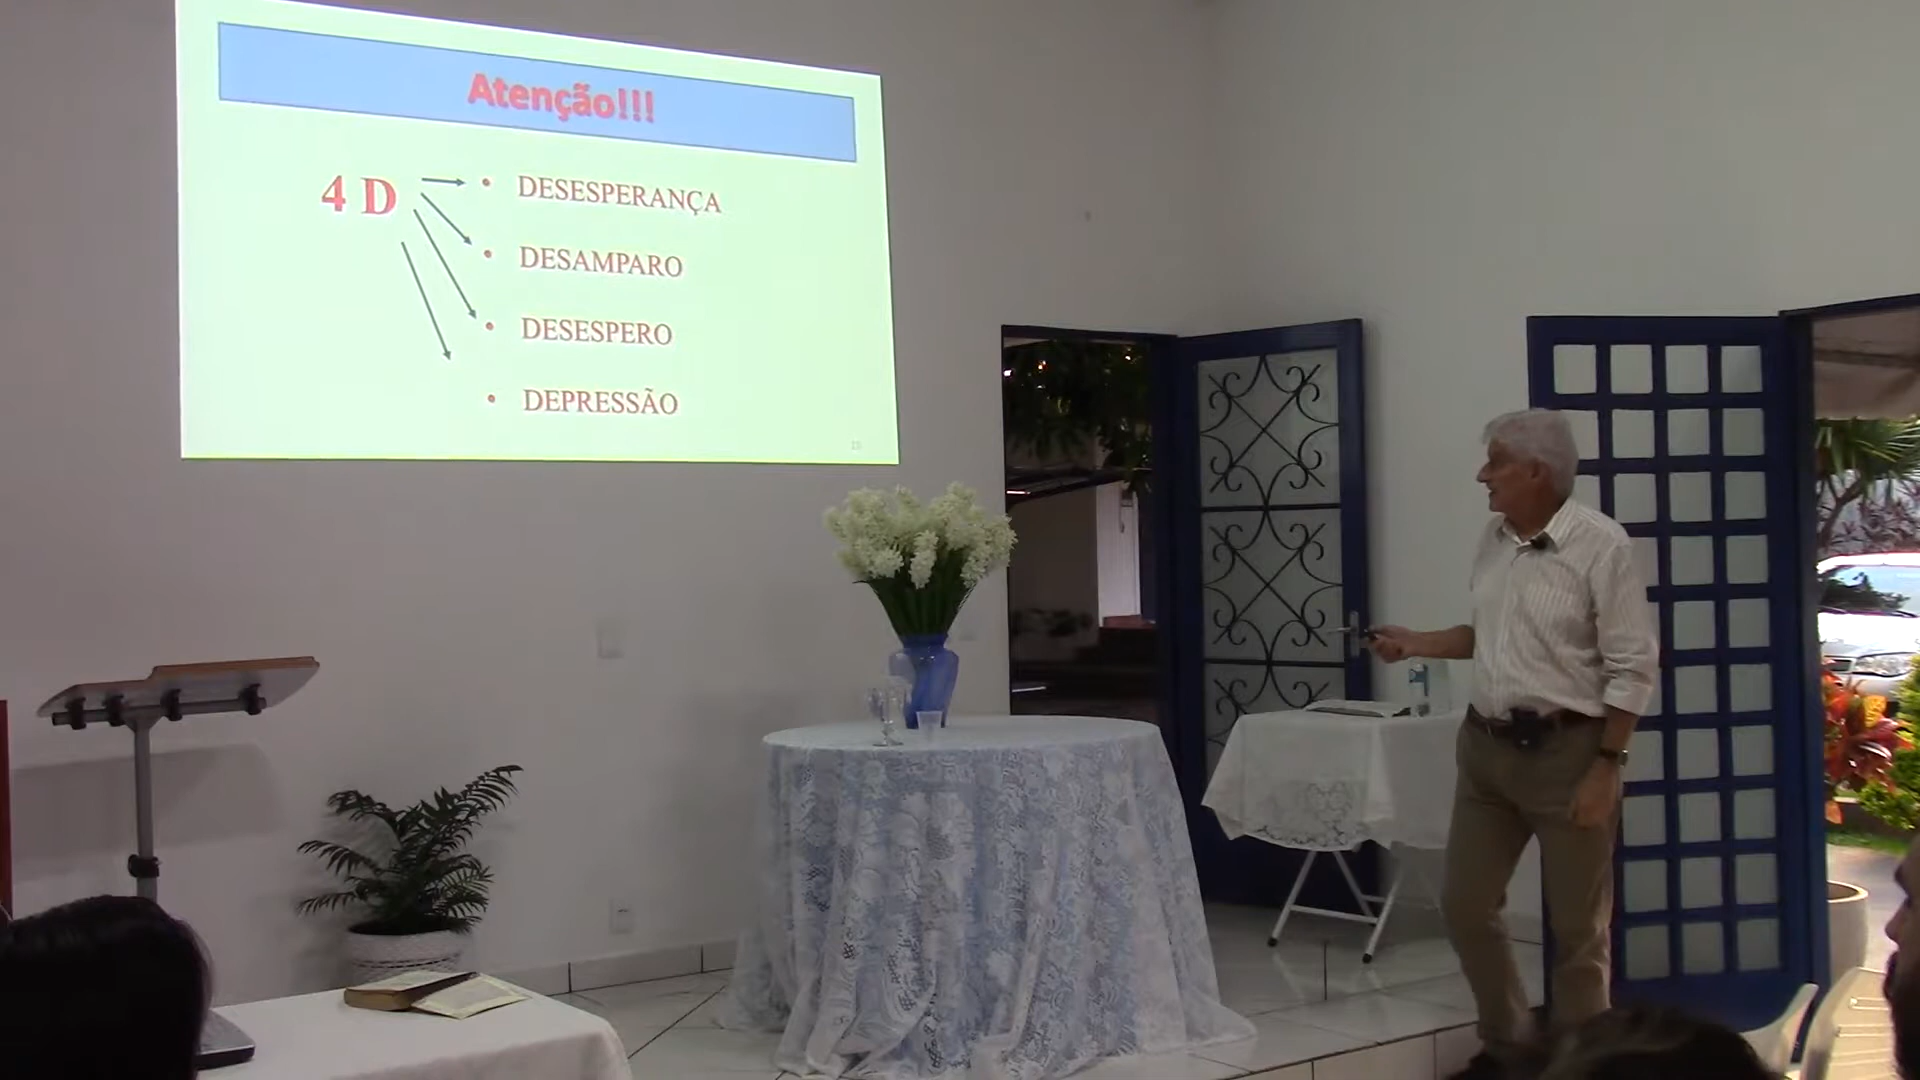 Atenção!!!
4 D
• DESESPERANÇA
• DESAMPARO
• DESESPERO
• DEPRESSÃO